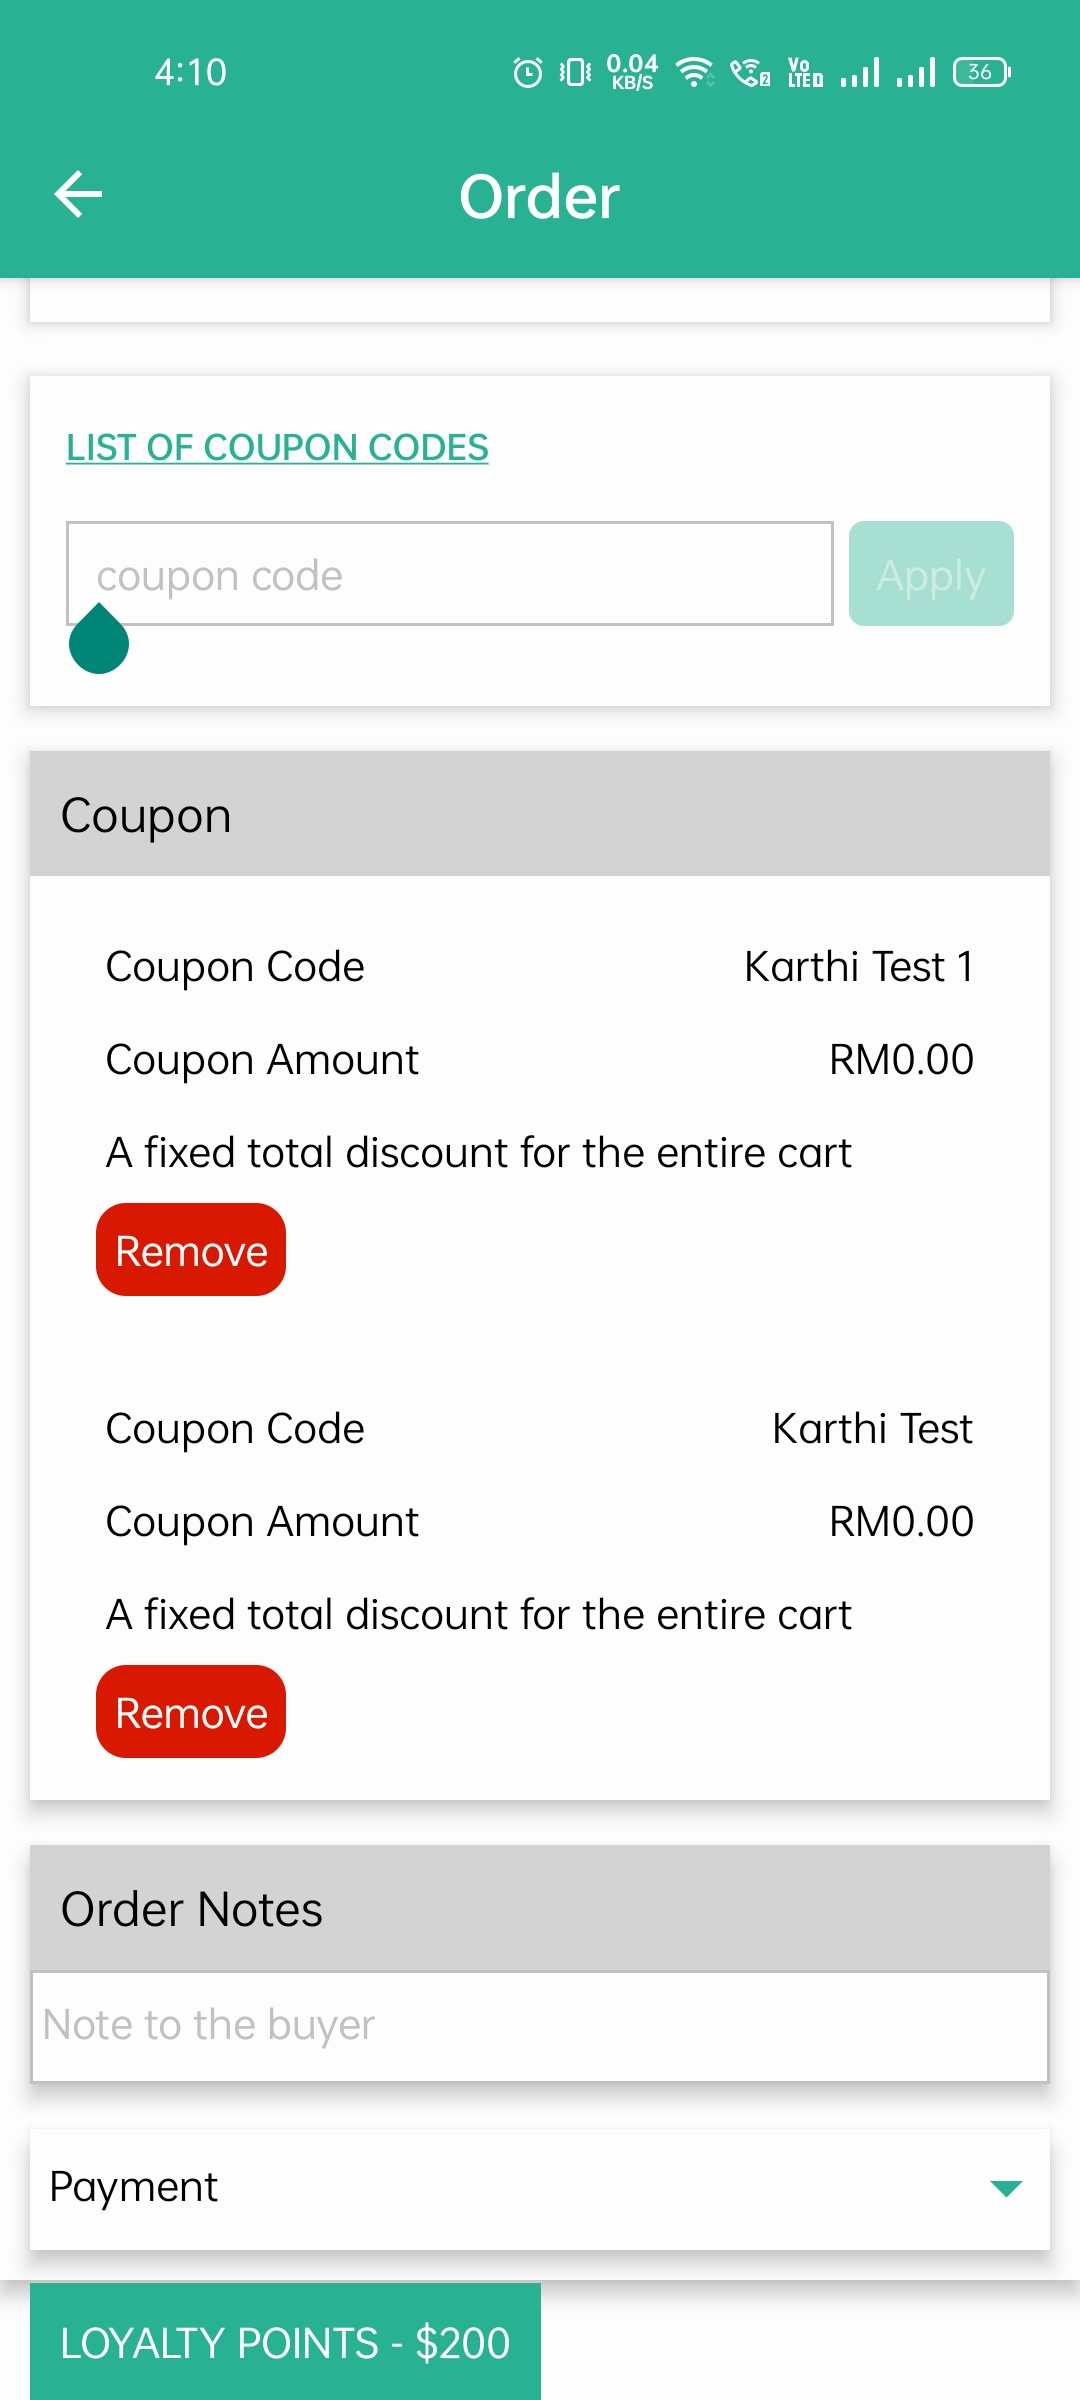 4:10
0.04
KB/S
2
Vo
LTE
36
Order
LIST OF COUPON CODES
coupon code
Apply
Coupon
Coupon Code Karthi Test 1
Coupon Amount RM0.00
A fixed total discount for the entire cart
Remove
Coupon Code Karthi Test
Coupon Amount RM0.00
A fixed total discount for the entire cart
Remove
Order Notes
Note to the buyer
Payment
LOYALTY POINTS - $200